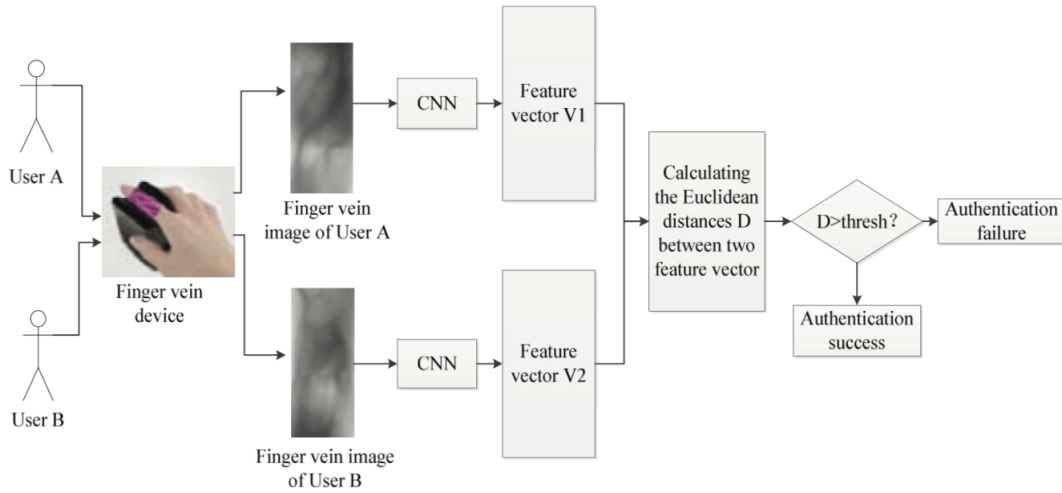 User A
Finger vein
device
User B
Finger vein
image of User A
Finger vein image
of User B
CNN
Feature
vector V1
CNN
Feature
vector V2
Calculating
the Euclidean
distances D
between two
feature vector
D>thresh?
Authentication
failure
Authentication
success